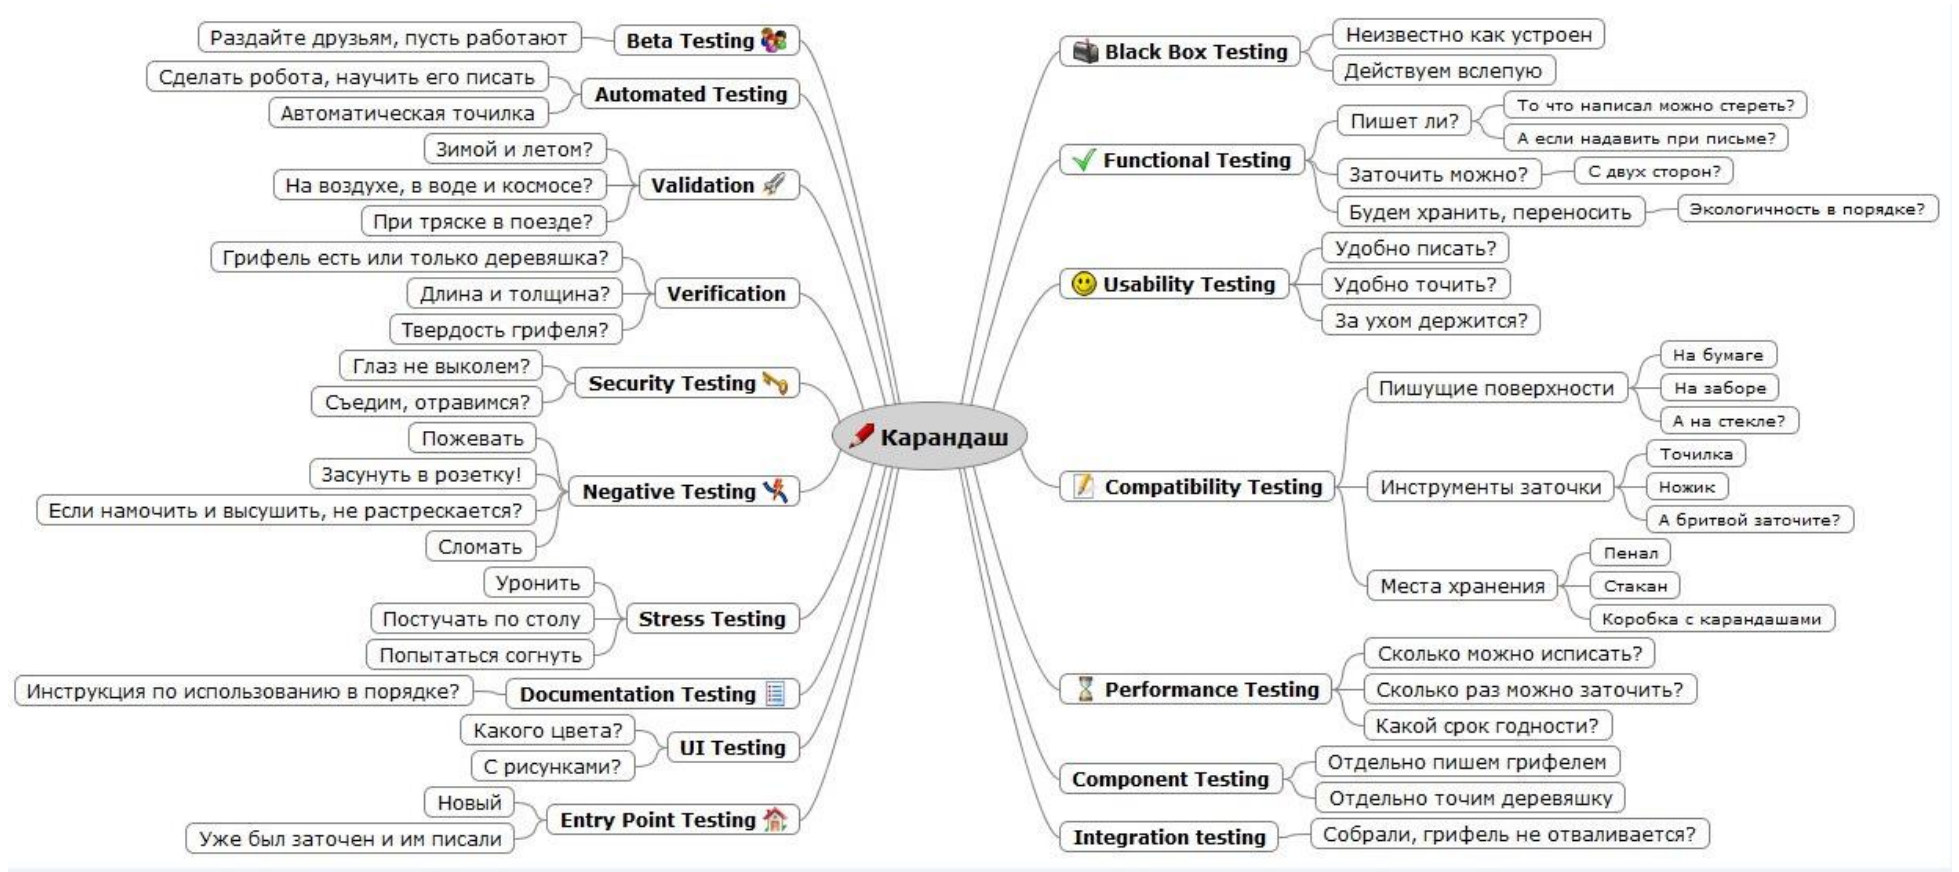 Карандаш
Beta Testing
Раздайте друзьям, пусть работают
Automated Testing
Сделать робота, научить его писать
Автоматическая точилка
Validation
Зимой и летом?
На воздухе, в воде и космосе?
При тряске в поезде?
Verification
Грифель есть или только деревяшка?
Длина и толщина?
Твердость грифеля?
Security Testing
Глаз не выколем?
Съедим, отравимся?
Negative Testing
Пожевать
Засунуть в розетку!
Если намочить и высушить, не растрескается?
Сломать
Stress Testing
Уронить
Постучать по столу
Попытаться согнуть
Documentation Testing
Инструкция по использованию в порядке?
UI Testing
Какого цвета?
С рисунками?
Entry Point Testing
Новый
Уже был заточен и им писали
Black Box Testing
Неизвестно как устроен
Действуем вслепую
Functional Testing
Пишет ли?
То что написал можно стереть?
А если надавить при письме?
Заточить можно?
С двух сторон?
Будем хранить, переносить
Экологичность в порядке?
Usability Testing
Удобно писать?
Удобно точить?
За ухом держится?
Compatibility Testing
Пишущие поверхности
На бумаге
На заборе
А на стекле?
Инструменты заточки
Точилка
Ножик
А бритвой заточите?
Места хранения
Пенал
Стакан
Коробка с карандашами
Performance Testing
Сколько можно исписать?
Сколько раз можно заточить?
Какой срок годности?
Component Testing
Отдельно пишем грифелем
Отдельно точим деревяшку
Integration testing
Собрали, грифель не отваливается?